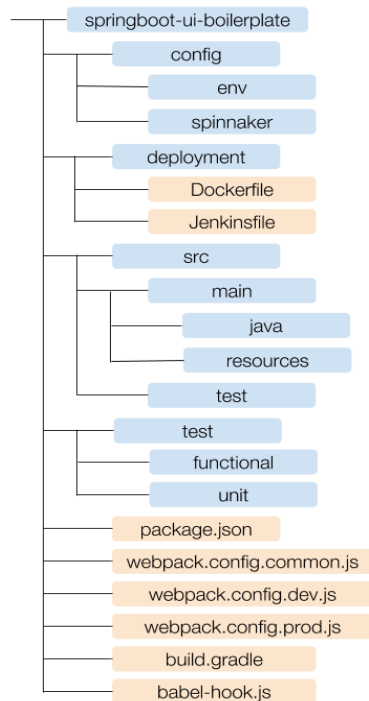 springboot-ui-boilerplate
config
env
spinnaker
deployment
Dockerfile
Jenkinsfile
src
main
java
resources
test
test
functional
unit
package.json
webpack.config.common.js
webpack.config.dev.js
webpack.config.prod.js
build.gradle
babel-hook.js